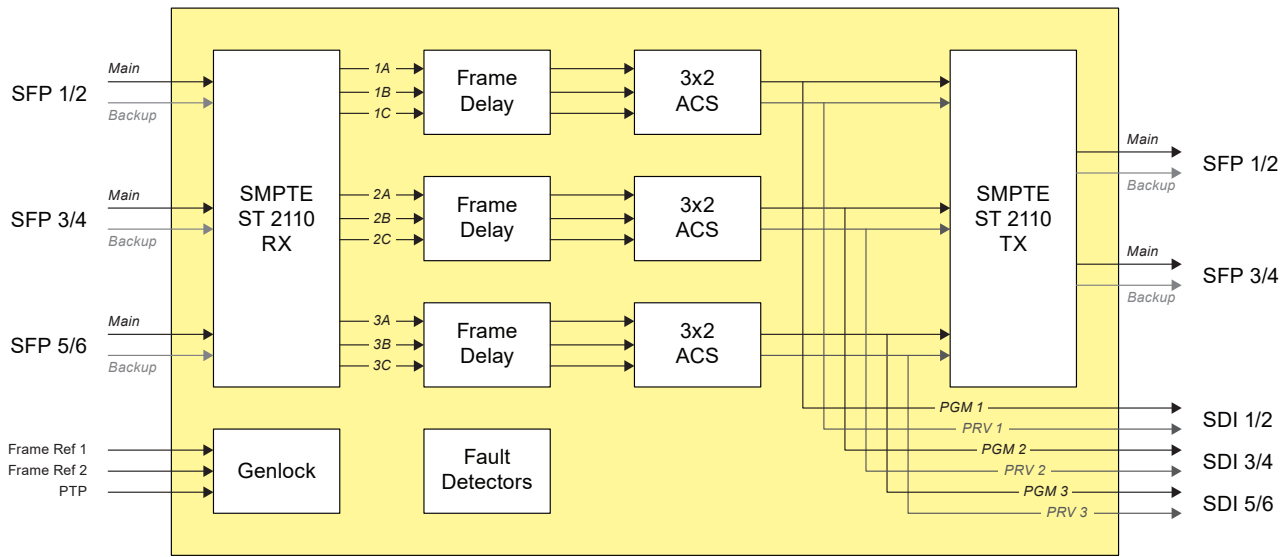 Main
SFP 1/2
Backup
1A
1B
1C
Frame
Delay
3x2
ACS
Main
SFP 1/2
Backup
SMPTE
ST 2110
RX
Main
SFP 3/4
Backup
2A
2B
2C
Frame
Delay
3x2
ACS
SMPTE
ST 2110
TX
Main
SFP 3/4
Backup
Main
SFP 5/6
Backup
3A
3B
3C
Frame
Delay
3x2
ACS
PGM 1
SDI 1/2
PRV 1
PGM 2
SDI 3/4
PRV 2
PGM 3
SDI 5/6
PRV 3
Frame Ref 1
Frame Ref 2
PTP
Genlock
Fault
Detectors